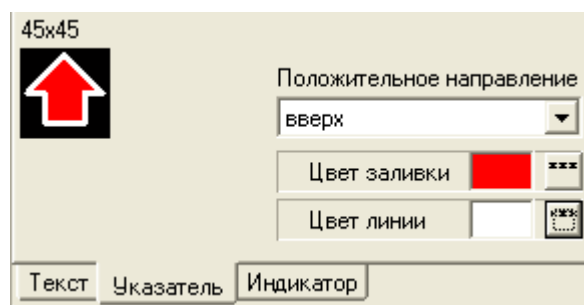 45x45
Положительное направление
вверх
Цвет заливки
Цвет линии
Текст Указатель Индикатор